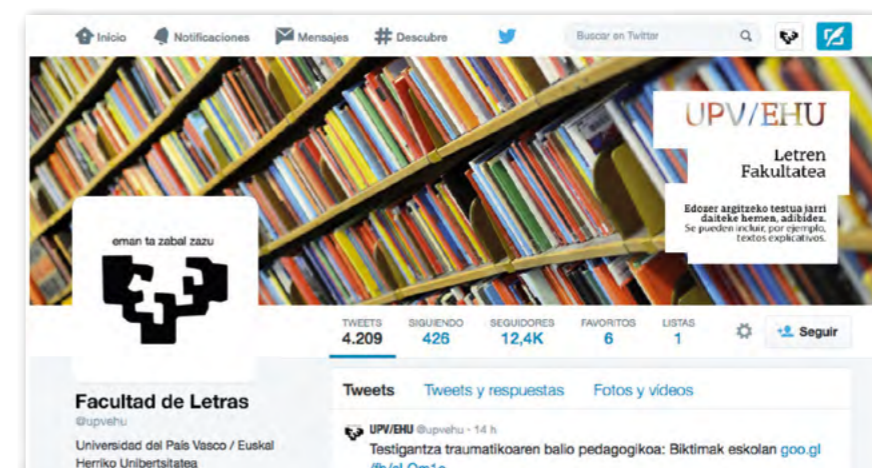 Inicio Notificaciones Mensajes Descubre Buscar en Twitter
UPV/EHU
Letren
Fakultatea
Edozer argitzeko testua jarri
daiteke hemen, adibidez.
Se pueden incluir, por ejemplo,
textos explicativos.
eman ta zabal zazu
TWEETS SIGUIENDO SEGUIDORES FAVORITOS LISTAS
4.209 426 12,4K 6 1 Seguir
Tweets Tweets y respuestas Fotos y vídeos
Facultad de Letras
@upvehu
Universidad del País Vasco / Euskal
Herriko Unibertsitatea
UPV/EHU @upvehu - 14 h
Testigantza traumatikoaren balio pedagogikoa: Biktimak eskolan goo.gl